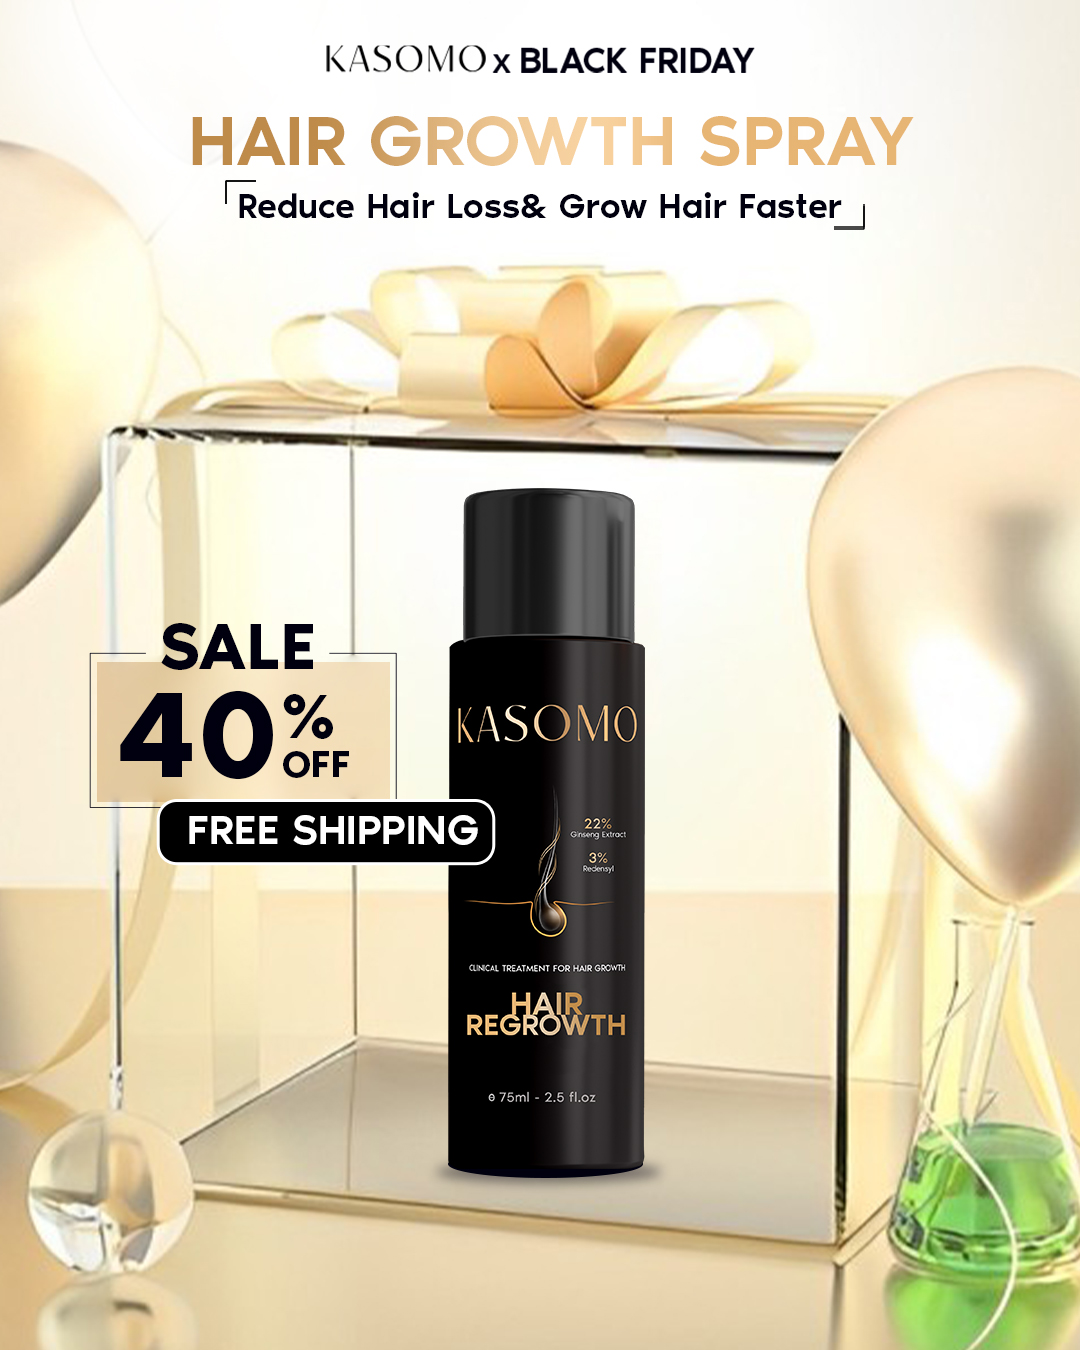 KASOMO x BLACK FRIDAY
HAIR GROWTH SPRAY
Reduce Hair Loss& Grow Hair Faster
SALE
40%
OFF
FREE SHIPPING
KASOMO
22%
Ginseng Extract
3%
Redensyl
CLINICAL TREATMENT FOR HAIR GROWTH
HAIR
REGROWTH
e 75ml - 2.5 fl.oz